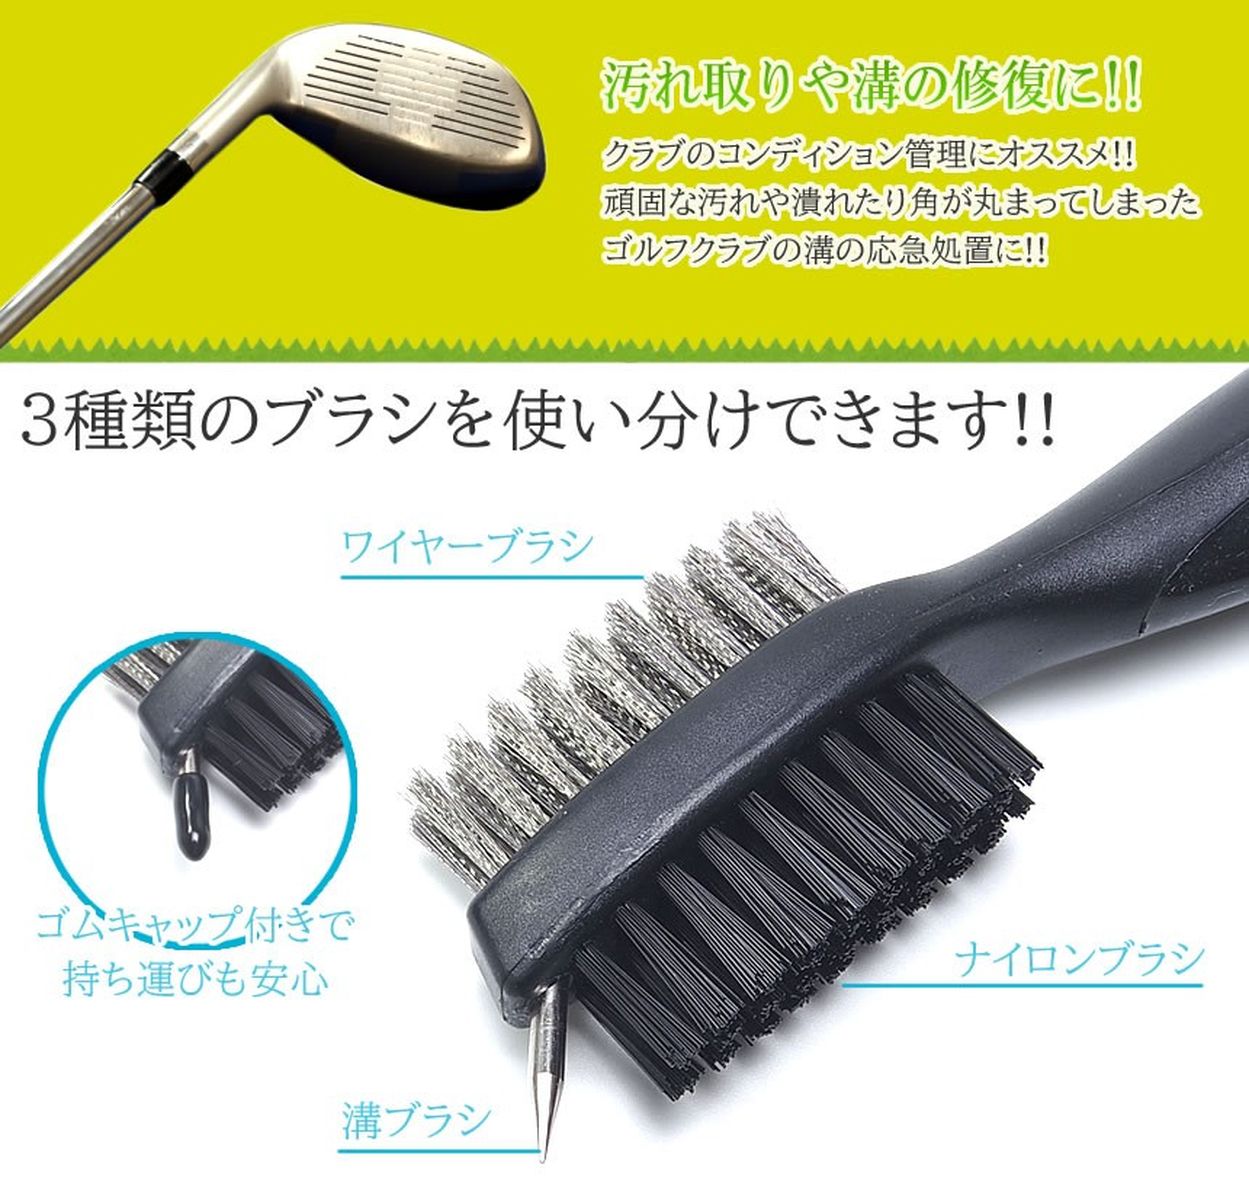 汚れ取りや溝の修復に!!
クラブのコンディション管理にオススメ!!
頑固な汚れや潰れたり角が丸まってしまった
ゴルフクラブの溝の応急処置に!!
3種類のブラシを使い分けできます!!
ワイヤーブラシ
ゴムキャップ付きで
持ち運びも安心
ナイロンブラシ
溝ブラシ